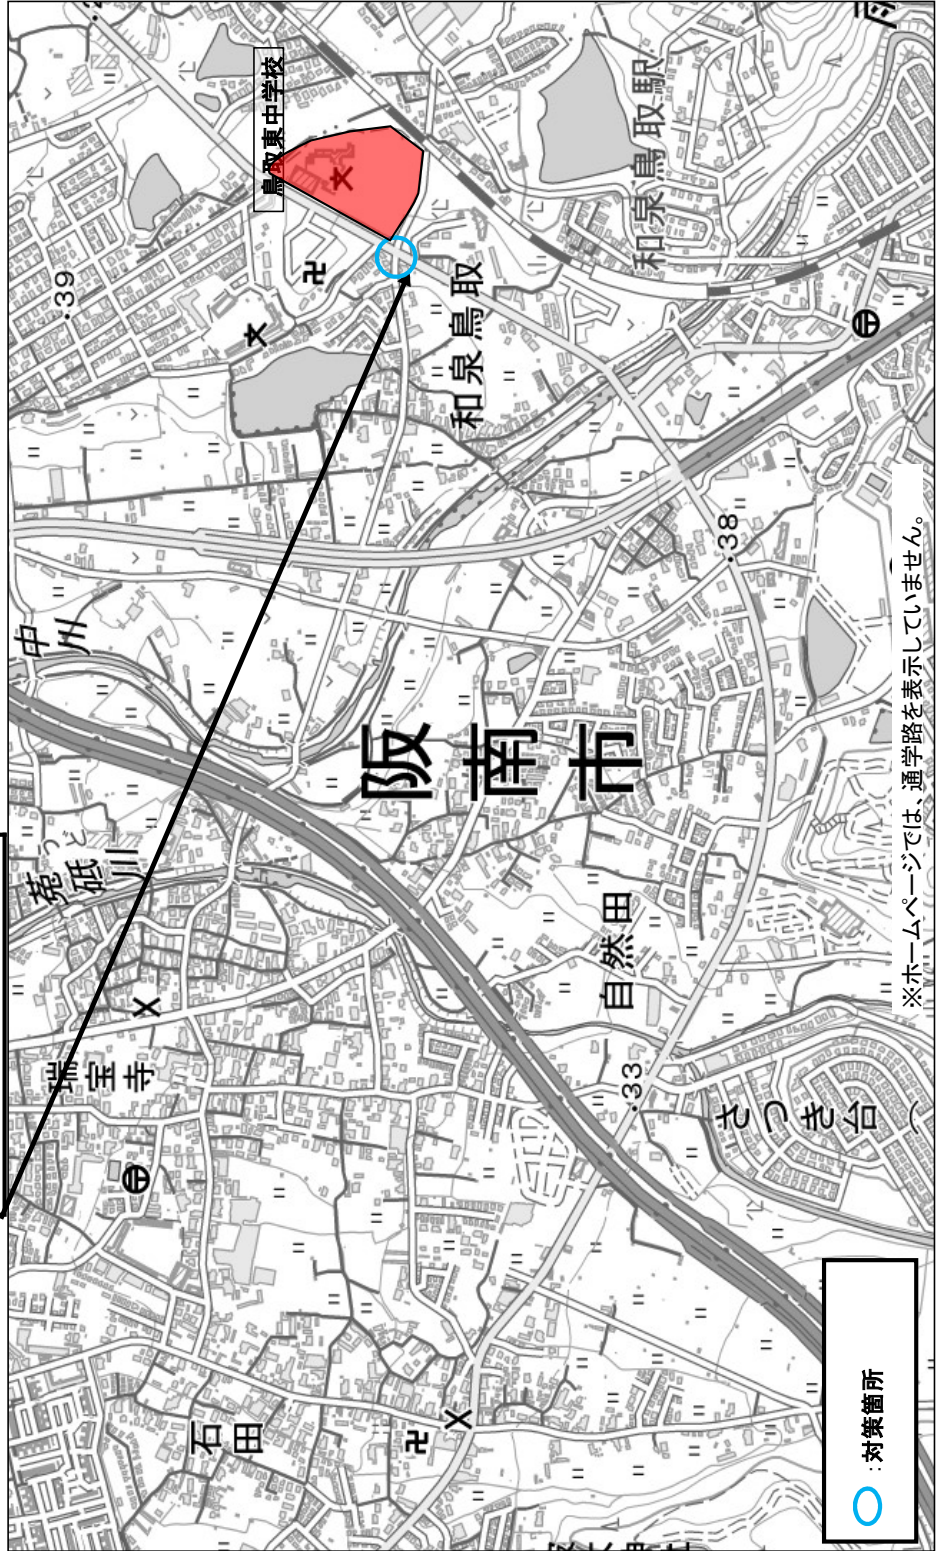 鳥取東中学校
.39
和泉鳥取駅
和泉鳥取
中川
.38
阪南市
うど
菟砥川
自然田
瑞宝寺
.33
さつき台
石田
:対策箇所
※ホームページでは、通学路を表示していません。